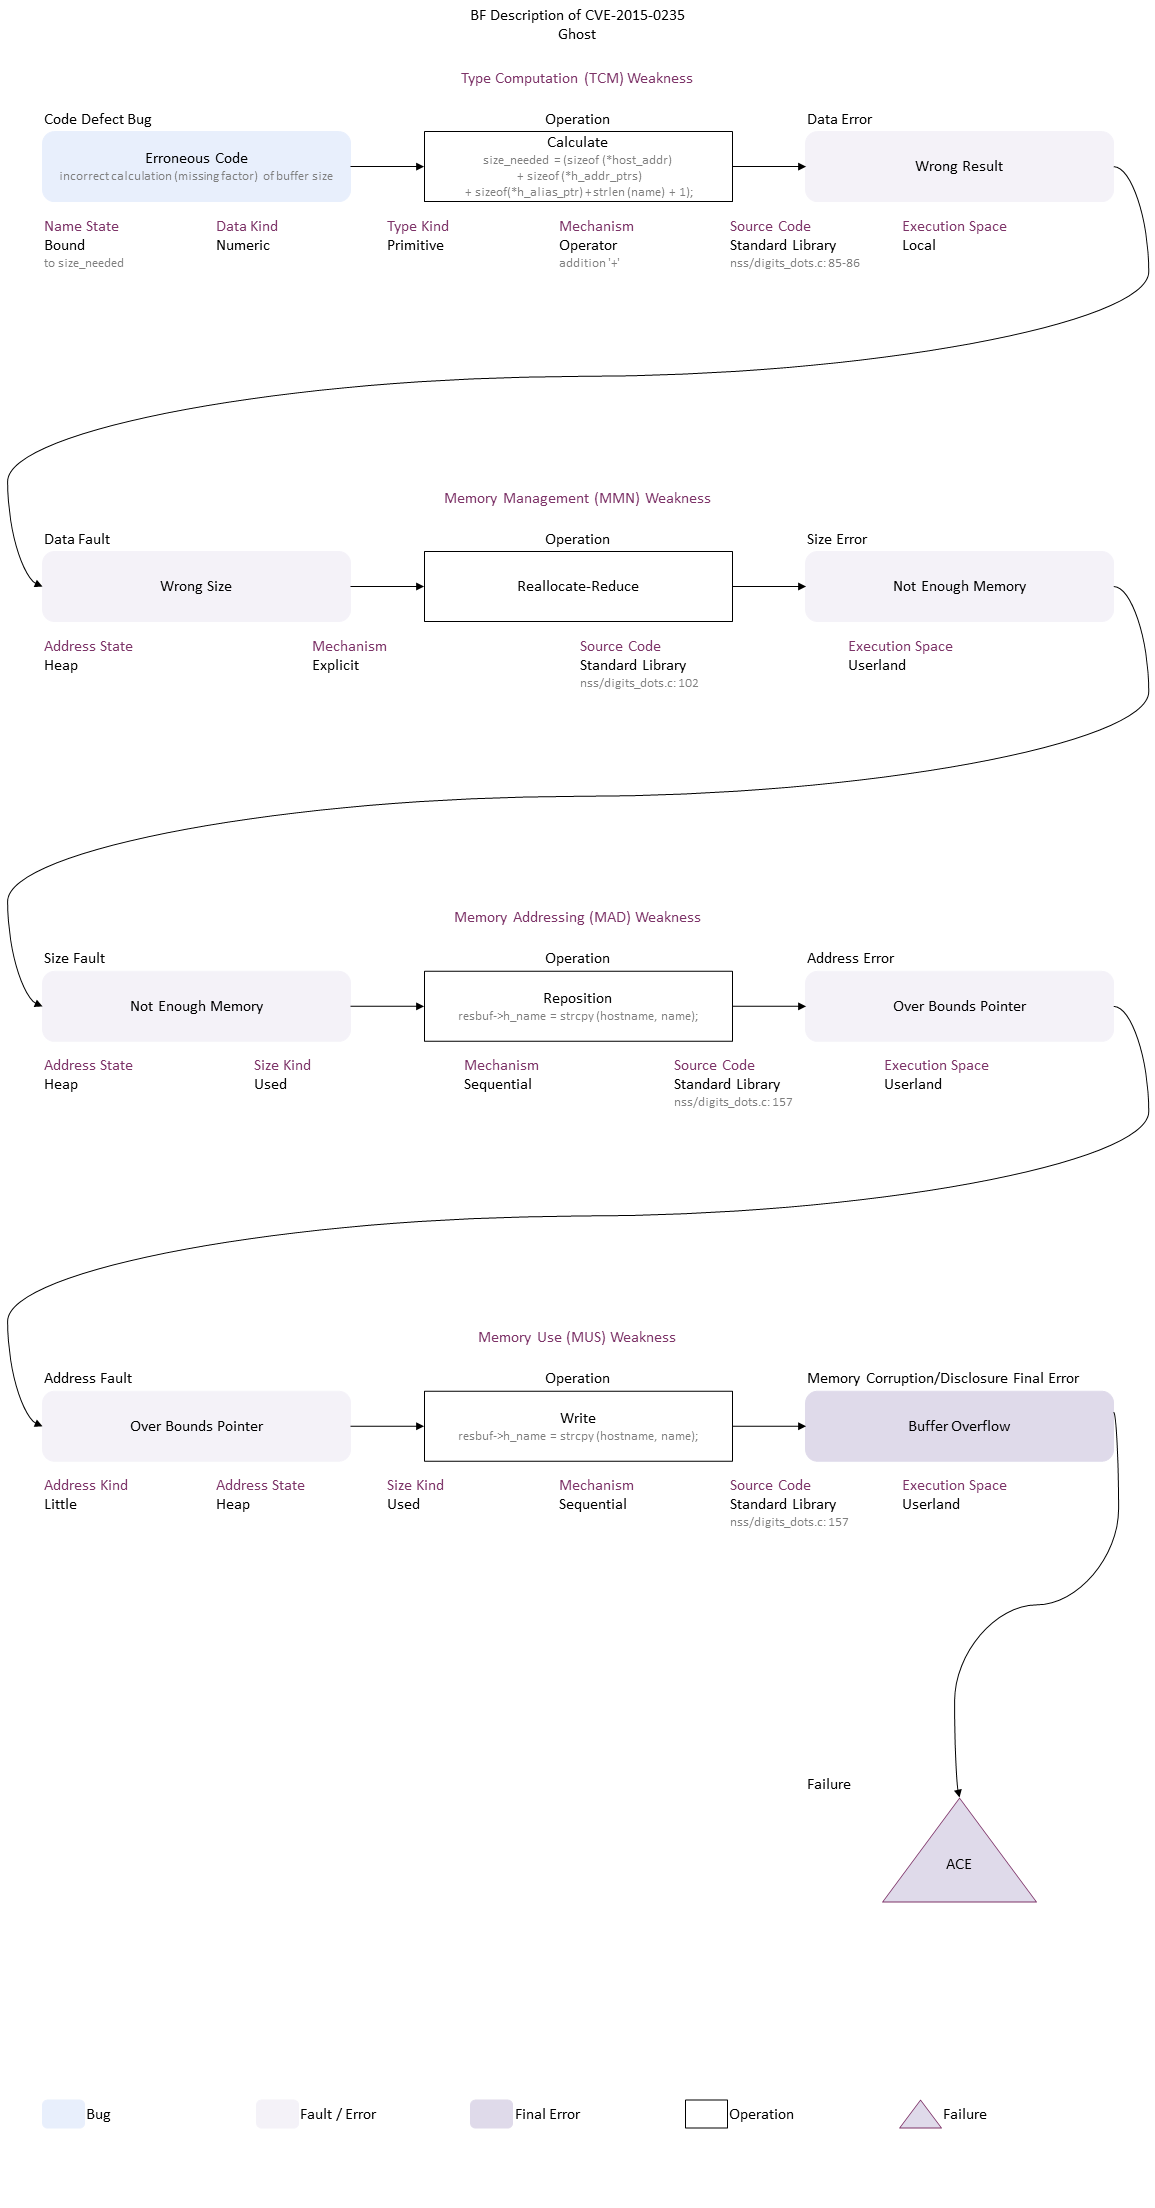 BF Description of CVE-2015-0235
Ghost
Type Computation (TCM) Weakness
Code Defect Bug
Operation
Data Error
Erroneous Code
incorrect calculation (missing factor) of buffer size
Calculate
size_needed = (sizeof (*host_addr)
+ sizeof (*h_addr_ptrs)
+ sizeof(*h_alias_ptr) + strlen (name) + 1);
Wrong Result
Name State
Data Kind
Type Kind
Mechanism
Source Code
Execution Space
Bound
Numeric
Primitive
Operator
Standard Library
Local
to size_needed
addition '+'
nss/digits_dots.c: 85-86
Memory Management (MMN) Weakness
Data Fault
Operation
Size Error
Wrong Size
Reallocate-Reduce
Not Enough Memory
Address State
Mechanism
Source Code
Execution Space
Heap
Explicit
Standard Library
Userland
nss/digits_dots.c: 102
Memory Addressing (MAD) Weakness
Size Fault
Operation
Address Error
Not Enough Memory
Reposition
resbuf->h_name = strcpy (hostname, name);
Over Bounds Pointer
Address State
Size Kind
Mechanism
Source Code
Execution Space
Heap
Used
Sequential
Standard Library
Userland
nss/digits_dots.c: 157
Memory Use (MUS) Weakness
Address Fault
Operation
Memory Corruption/Disclosure Final Error
Over Bounds Pointer
Write
resbuf->h_name = strcpy (hostname, name);
Buffer Overflow
Address Kind
Address State
Size Kind
Mechanism
Source Code
Execution Space
Little
Heap
Used
Sequential
Standard Library
Userland
nss/digits_dots.c: 157
Failure
ACE
Bug
Fault / Error
Final Error
Operation
Failure